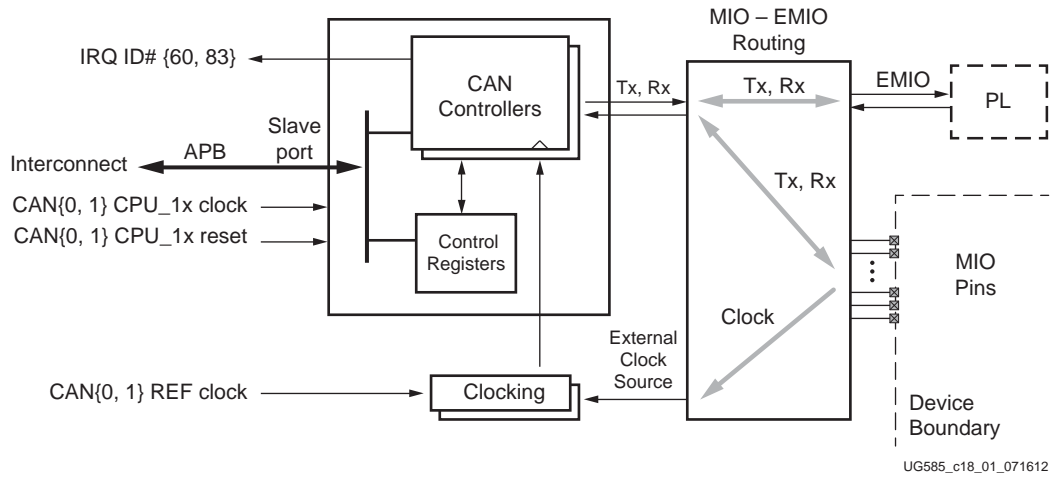 MIO – EMIO
Routing
IRQ ID# {60, 83}
CAN
Controllers
Tx, Rx
Tx, Rx
EMIO
PL
Slave
port
Interconnect
APB
Tx, Rx
CAN{0, 1} CPU_1x clock
CAN{0, 1} CPU_1x reset
Control
Registers
MIO
Pins
Clock
External
Clock
Source
CAN{0, 1} REF clock
Clocking
Device
Boundary
UG585_c18_01_071612